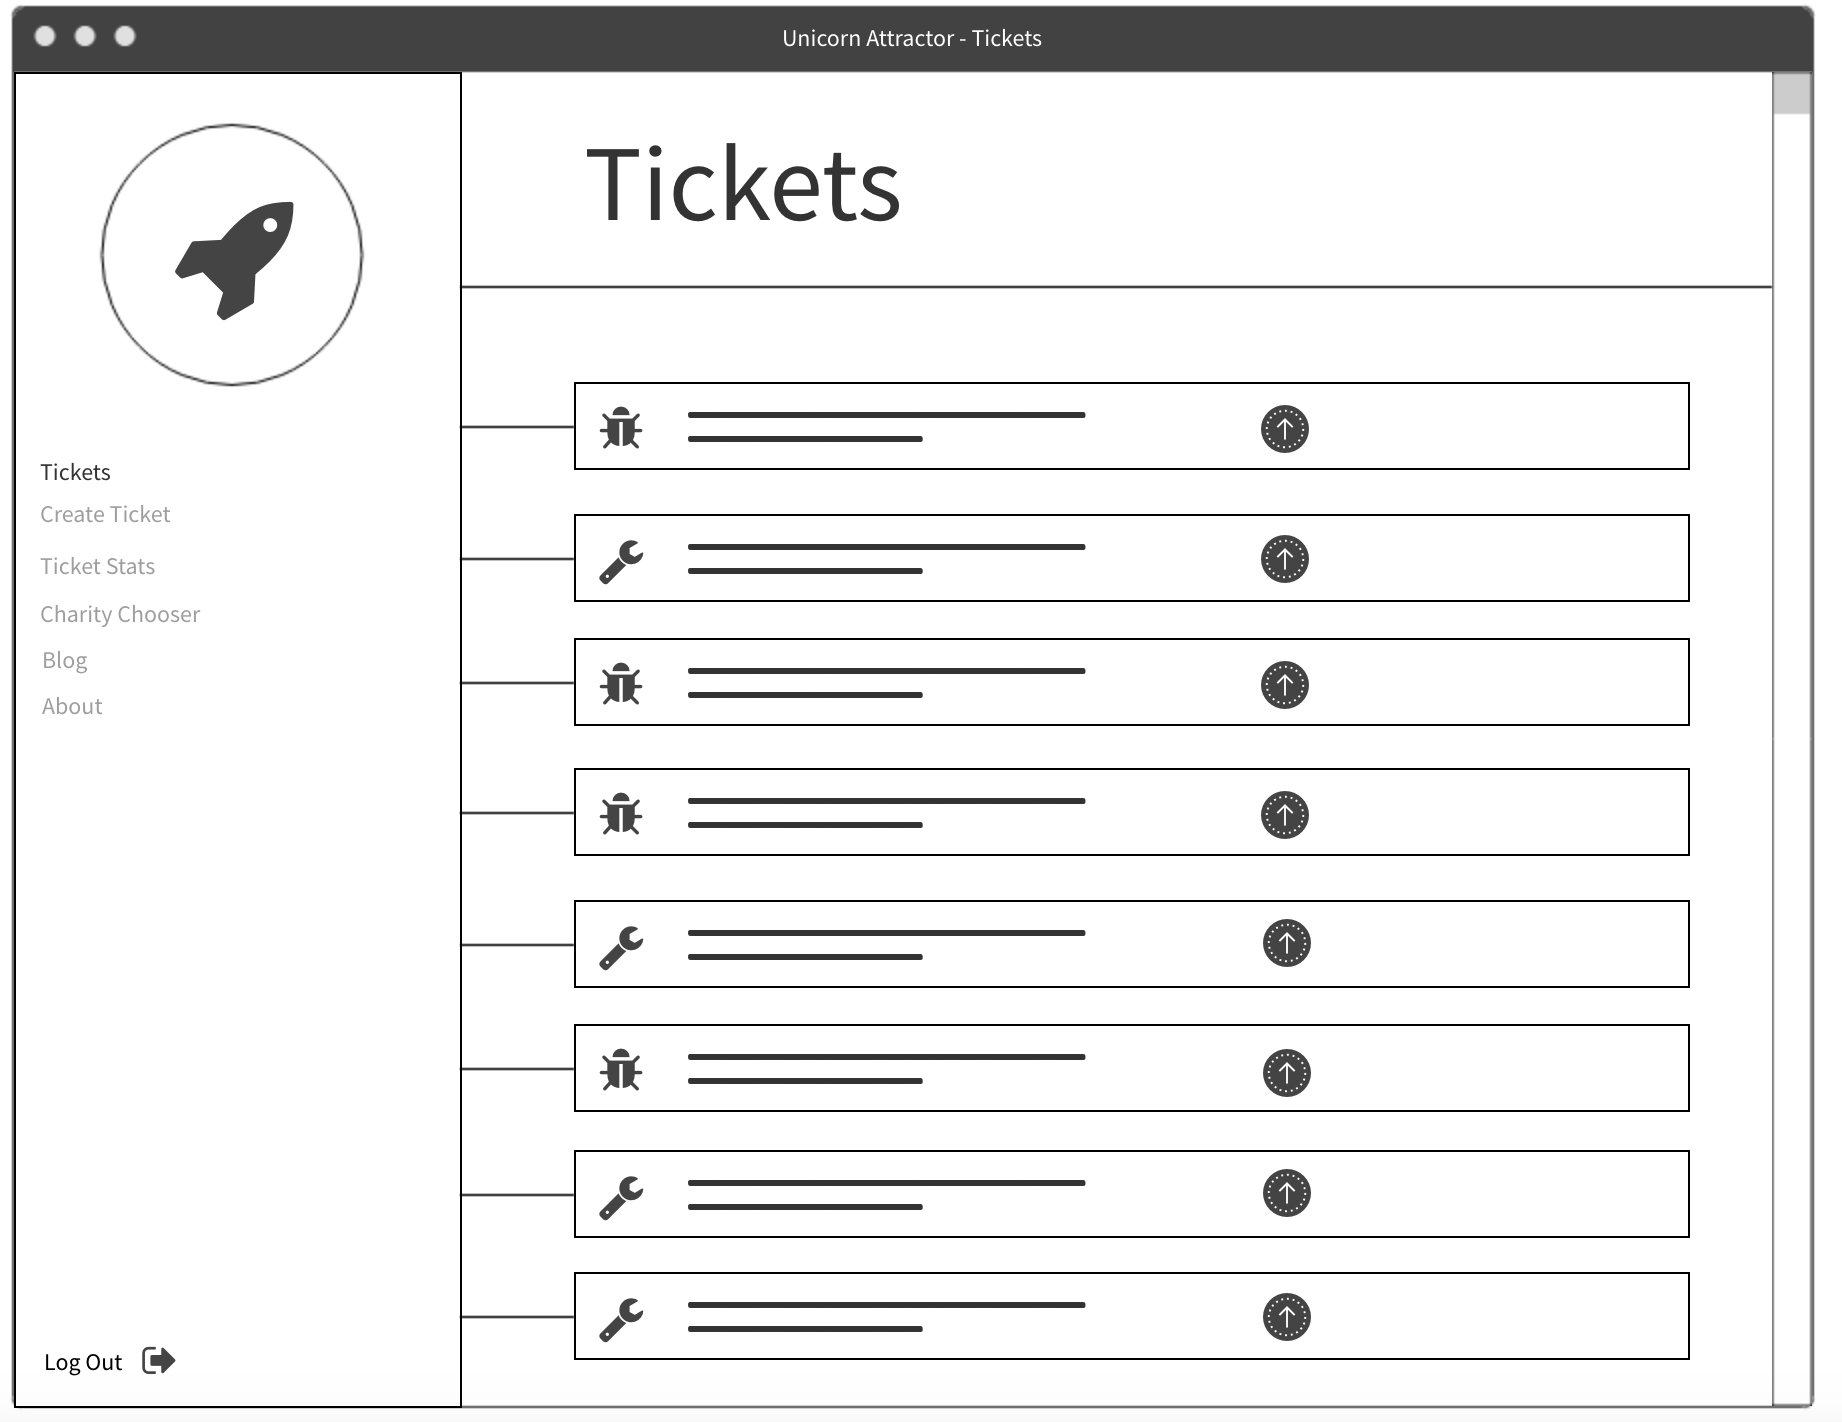 Unicorn Attractor - Tickets
Tickets
Tickets
Create Ticket
Ticket Stats
Charity Chooser
Blog
About
Log Out